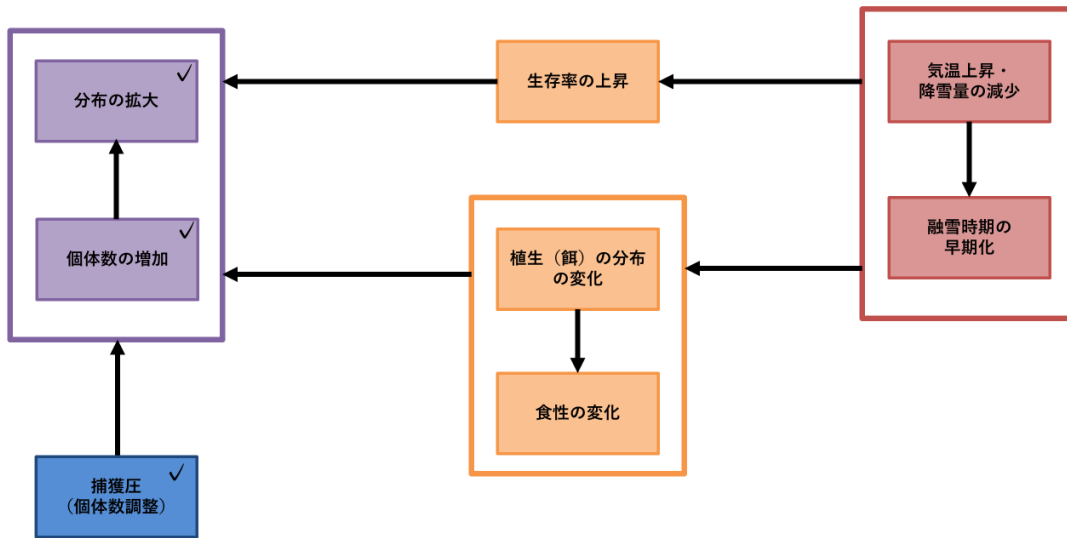 分布の拡大
✓
個体数の増加
✓
捕獲圧
(個体数調整)
✓
生存率の上昇
植生(餌)の分布
の変化
食性の変化
気温上昇・
降雪量の減少
融雪時期の
早期化